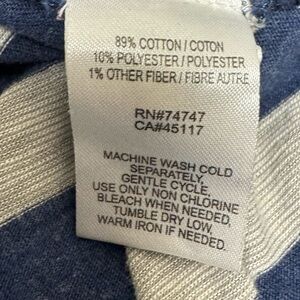 89% COTTON / COTON
10% POLYESTER / POLYESTER
1% OTHER FIBER / FIBRE AUTRE
RN#74747
CA#45117
MACHINE WASH COLD
SEPARATELY,
GENTLE CYCLE,
USE ONLY NON CHLORINE
BLEACH WHEN NEEDED,
TUMBLE DRY LOW,
WARM IRON IF NEEDED.